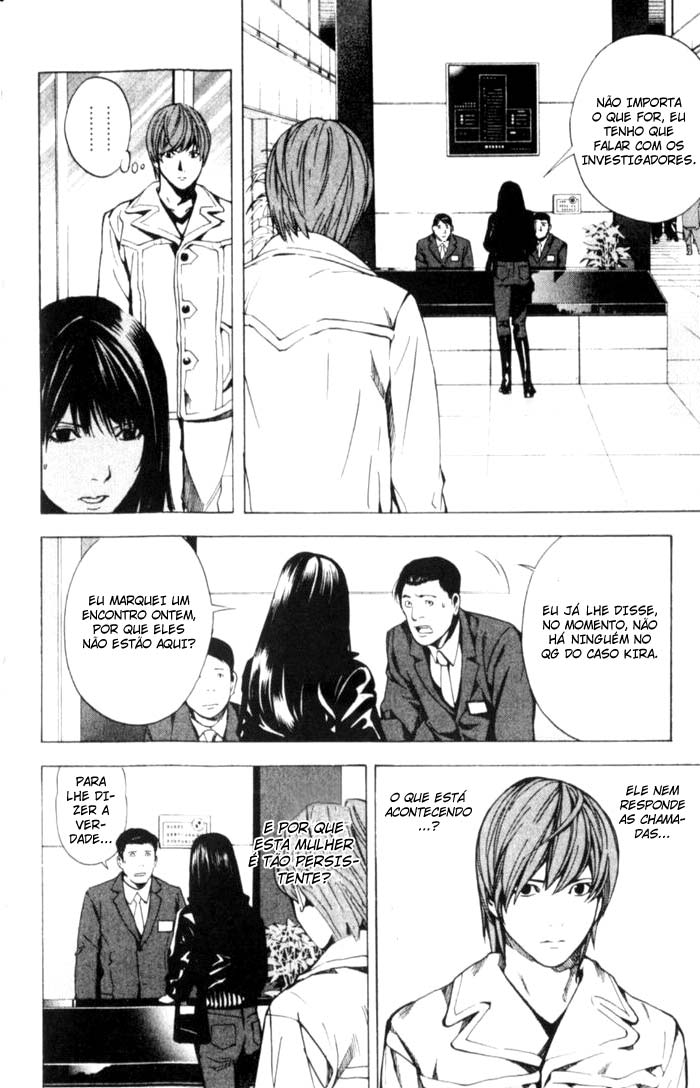 NÃO IMPORTA
O QUE FOR, EU
TENHO QUE
FALAR COM OS
INVESTIGADORES.
EU JÁ LHE DISSE,
NO MOMENTO, NÃO
HÁ NINGUÉM NO
QG DO CASO KIRA.
EU MARQUEI UM
ENCONTRO ONTEM,
POR QUE ELES
NÃO ESTÃO AQUI?
ELE NEM
RESPONDE
AS CHAMA-
DAS...
O QUE ESTÁ
ACONTECENDO
...?
E POR QUE
ESTA MULHER
É TÃO PERSIS-
TENTE?
PARA
LHE DI-
ZER A
VER-
DADE...